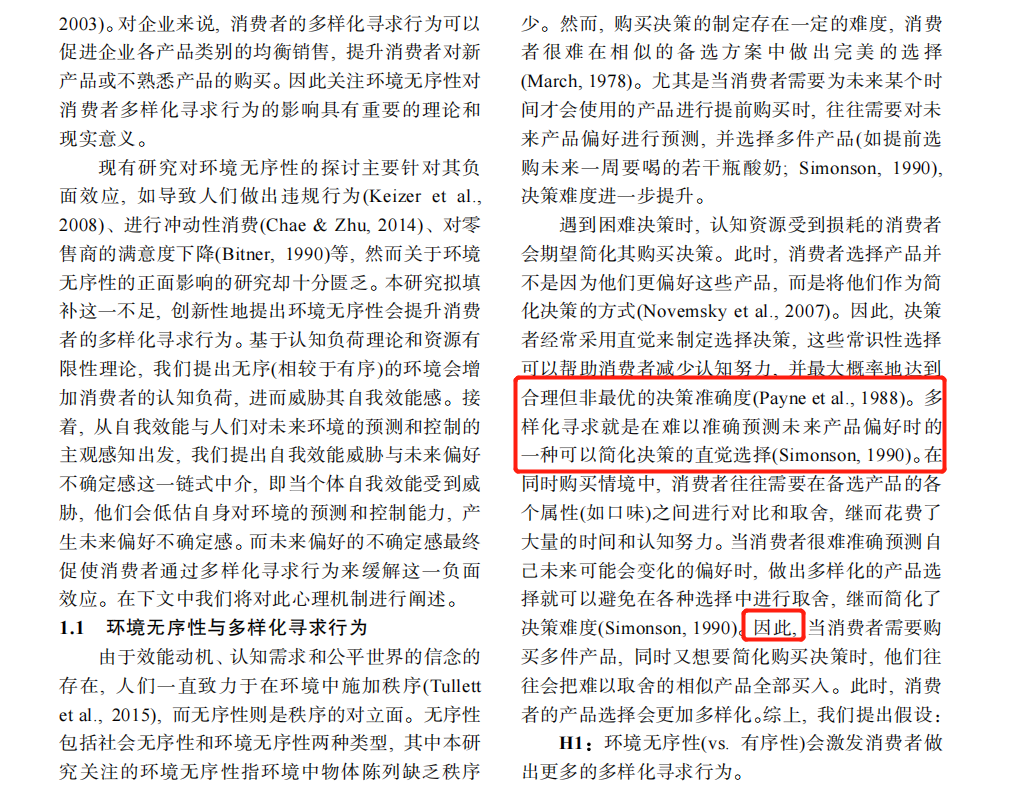 2003)。对企业来说, 消费者的多样化寻求行为可以
促进企业各产品类别的均衡销售, 提升消费者对新
产品或不熟悉产品的购买。因此关注环境无序性对
消费者多样化寻求行为的影响具有重要的理论和
现实意义。
现有研究对环境无序性的探讨主要针对其负
面效应, 如导致人们做出违规行为(Keizer et al.,
2008)、进行冲动性消费(Chae & Zhu, 2014)、对零
售商的满意度下降(Bitner, 1990)等, 然而关于环境
无序性的正面影响的研究却十分匮乏。本研究拟填
补这一不足, 创新性地提出环境无序性会提升消费
者的多样化寻求行为。基于认知负荷理论和资源有
限性理论, 我们提出无序(相较于有序)的环境会增
加消费者的认知负荷, 进而威胁其自我效能感。接
着, 从自我效能与人们对未来环境的预测和控制的
主观感知出发, 我们提出自我效能威胁与未来偏好
不确定感这一链式中介, 即当个体自我效能受到威
胁, 他们会低估自身对环境的预测和控制能力, 产
生未来偏好不确定感。而未来偏好的不确定感最终
促使消费者通过多样化寻求行为来缓解这一负面
效应。在下文中我们将对此心理机制进行阐述。
1.1 环境无序性与多样化寻求行为
由于效能动机、认知需求和公平世界的信念的
存在, 人们一直致力于在环境中施加秩序(Tullett
et al., 2015), 而无序性则是秩序的对立面。无序性
包括社会无序性和环境无序性两种类型, 其中本研
究关注的环境无序性指环境中物体陈列缺乏秩序
少。然而, 购买决策的制定存在一定的难度, 消费
者很难在相似的备选方案中做出完美的选择
(March, 1978)。尤其是当消费者需要为未来某个时
间才会使用的产品进行提前购买时, 往往需要对未
来产品偏好进行预测, 并选择多件产品(如提前选
购未来一周要喝的若干瓶酸奶; Simonson, 1990),
决策难度进一步提升。
遇到困难决策时, 认知资源受到损耗的消费者
会期望简化其购买决策。此时, 消费者选择产品并
不是因为他们更偏好这些产品, 而是将他们作为简
化决策的方式(Novemsky et al., 2007)。因此, 决策
者经常采用直觉来制定选择决策, 这些常识性选择
可以帮助消费者减少认知努力, 并最大概率地达到
合理但非最优的决策准确度(Payne et al., 1988)。多
样化寻求就是在难以准确预测未来产品偏好时的
一种可以简化决策的直觉选择(Simonson, 1990)。在
同时购买情境中, 消费者往往需要在备选产品的各
个属性(如口味)之间进行对比和取舍, 继而花费了
大量的时间和认知努力。当消费者很难准确预测自
己未来可能会变化的偏好时, 做出多样化的产品选
择就可以避免在各种选择中进行取舍, 继而简化了
决策难度(Simonson, 1990)。因此, 当消费者需要购
买多件产品, 同时又想要简化购买决策时, 他们往
往会把难以取舍的相似产品全部买入。此时, 消费
者的产品选择会更加多样化。综上, 我们提出假设:
H1: 环境无序性(vs. 有序性)会激发消费者做
出更多的多样化寻求行为。